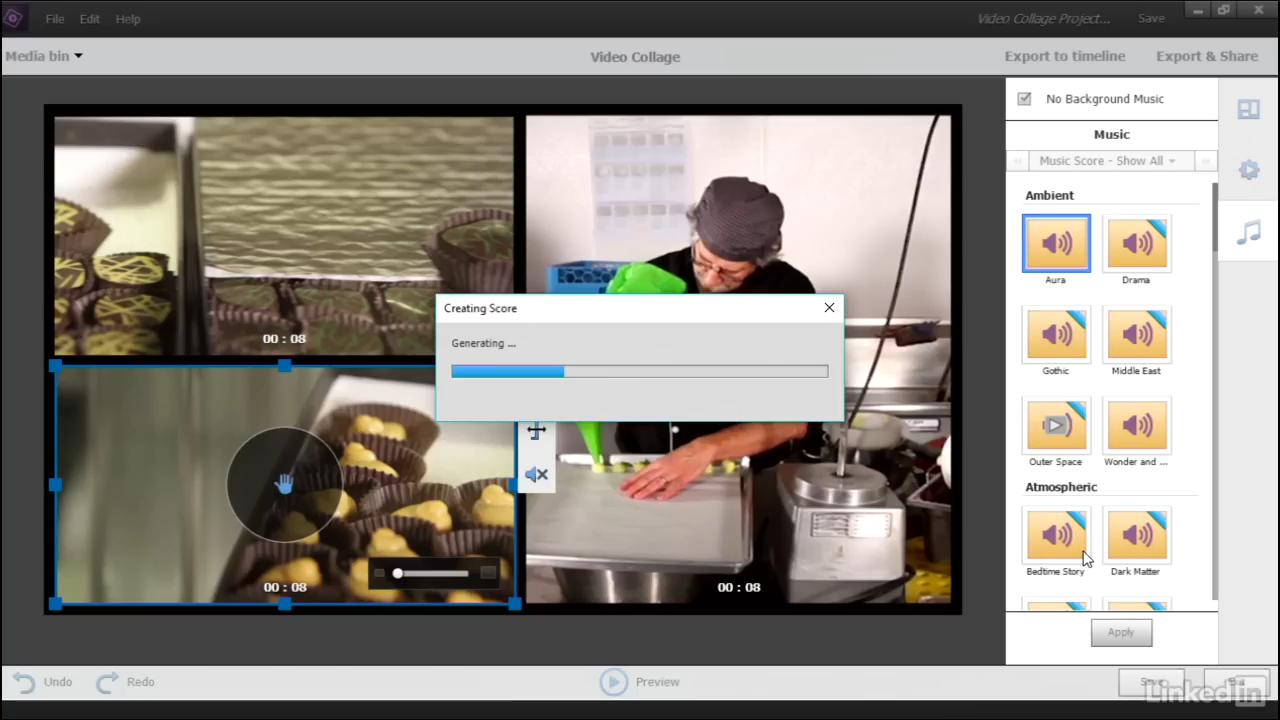 File Edit Help Video Collage Project... Save
Media bin Video Collage Export to timeline Export & Share
No Background Music
Music
Music Score - Show All
Ambient
Aura Drama
Gothic Middle East
Outer Space Wonder and ...
Atmospheric
Bedtime Story Dark Matter
Apply
00 : 08
00 : 08
00 : 08
Creating Score
Generating ...
Undo Redo Preview Save
LinkedIn